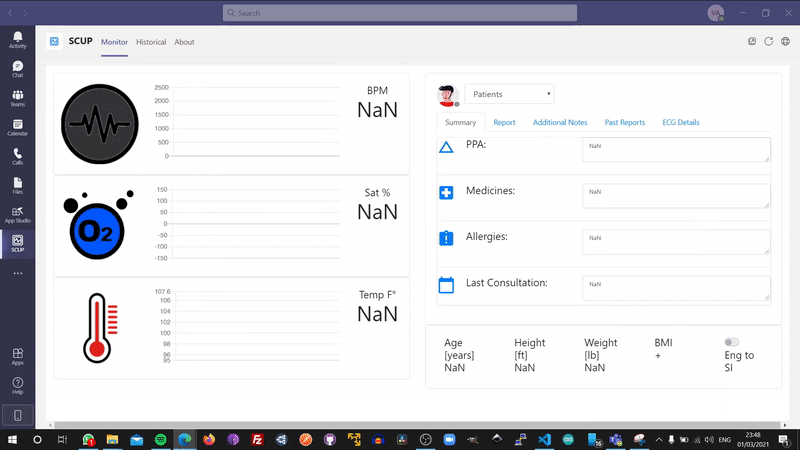 Search
VA
Activity
Chat
Teams
Calendar
Calls
Files
App Studio
SCUP
Apps
Help
SCUP Monitor Historical About
BPM
NaN
2500
2000
1500
1000
500
0
Sat %
NaN
150
100
50
0
-50
-100
-150
O2
Temp F°
NaN
107.6
106
104
102
100
98
96
95
Patients
Summary Report Additional Notes Past Reports ECG Details
PPA: NaN
Medicines: NaN
Allergies: NaN
Last Consultation: NaN
Age Height Weight BMI
[years] [ft] [lb] + Eng to
NaN NaN NaN SI
ENG
23:48
01/03/2021